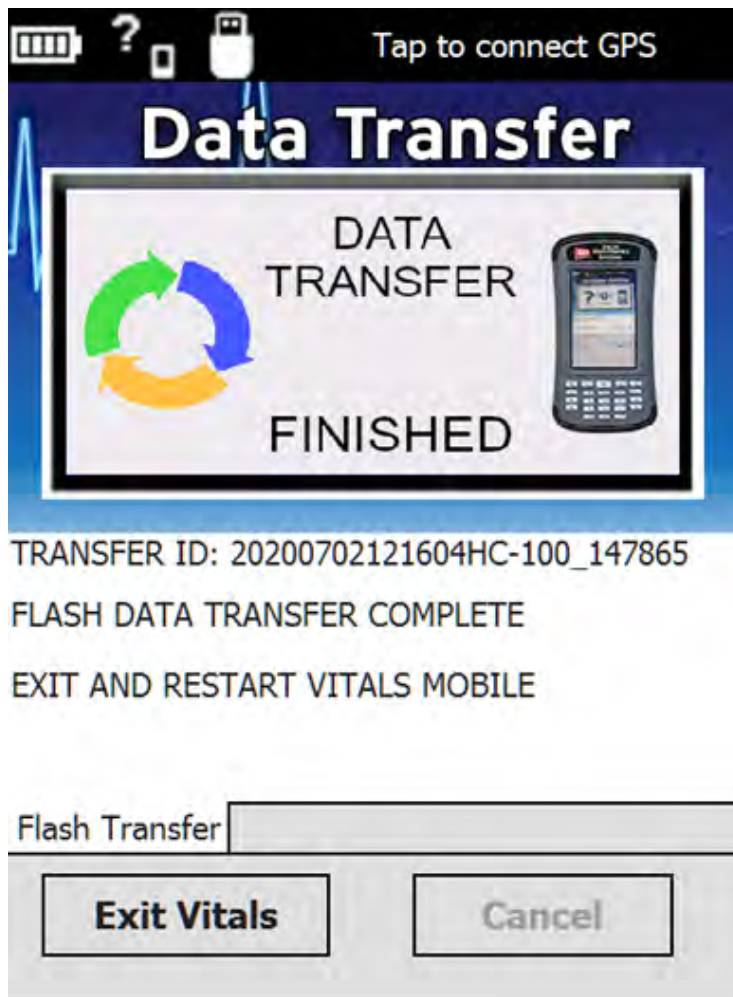 ? Tap to connect GPS
Data Transfer
DATA
TRANSFER
FINISHED
TRANSFER ID: 20200702121604HC-100_147865
FLASH DATA TRANSFER COMPLETE
EXIT AND RESTART VITALS MOBILE
Flash Transfer
Exit Vitals Cancel